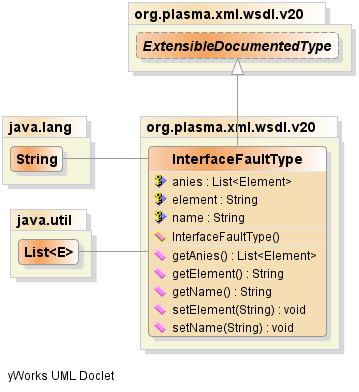 org.plasma.xml.wsdl.v20
ExtensibleDocumentedType
java.lang
String
org.plasma.xml.wsdl.v20
InterfaceFaultType
anies : List<Element>
element : String
name : String
InterfaceFaultType()
getAnies() : List<Element>
getElement() : String
getName() : String
setElement(String) : void
setName(String) : void
java.util
List<E>
yWorks UML Doclet